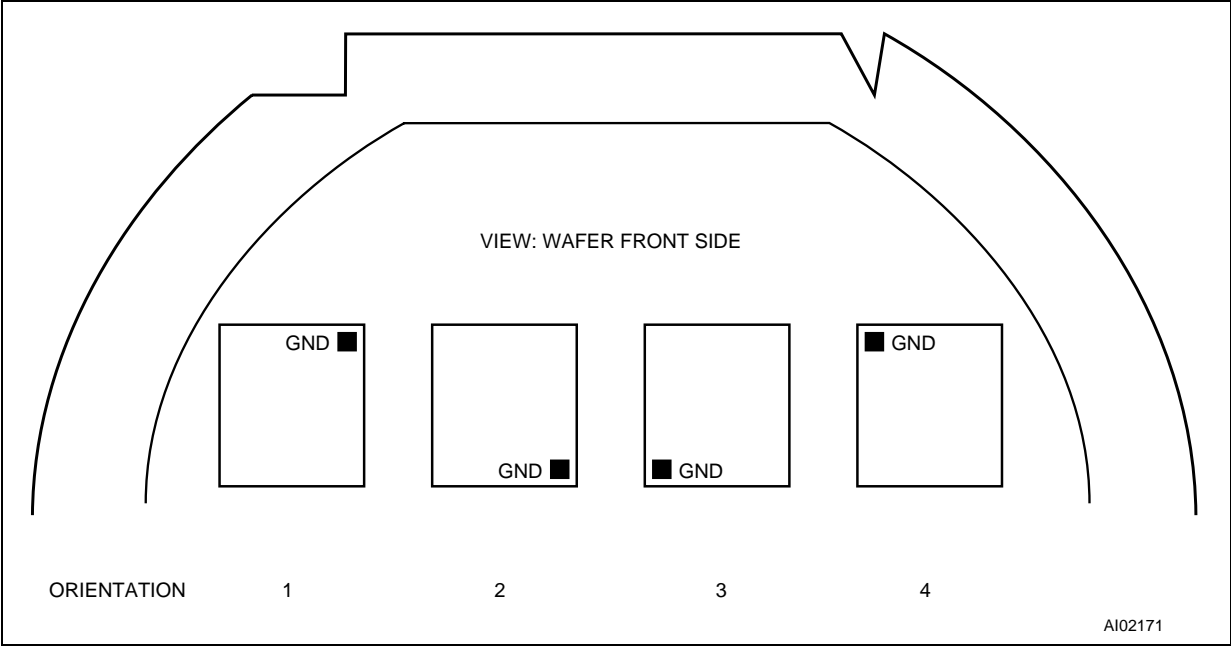 VIEW: WAFER FRONT SIDE
GND GND
GND GND
ORIENTATION 1 2 3 4
AI02171